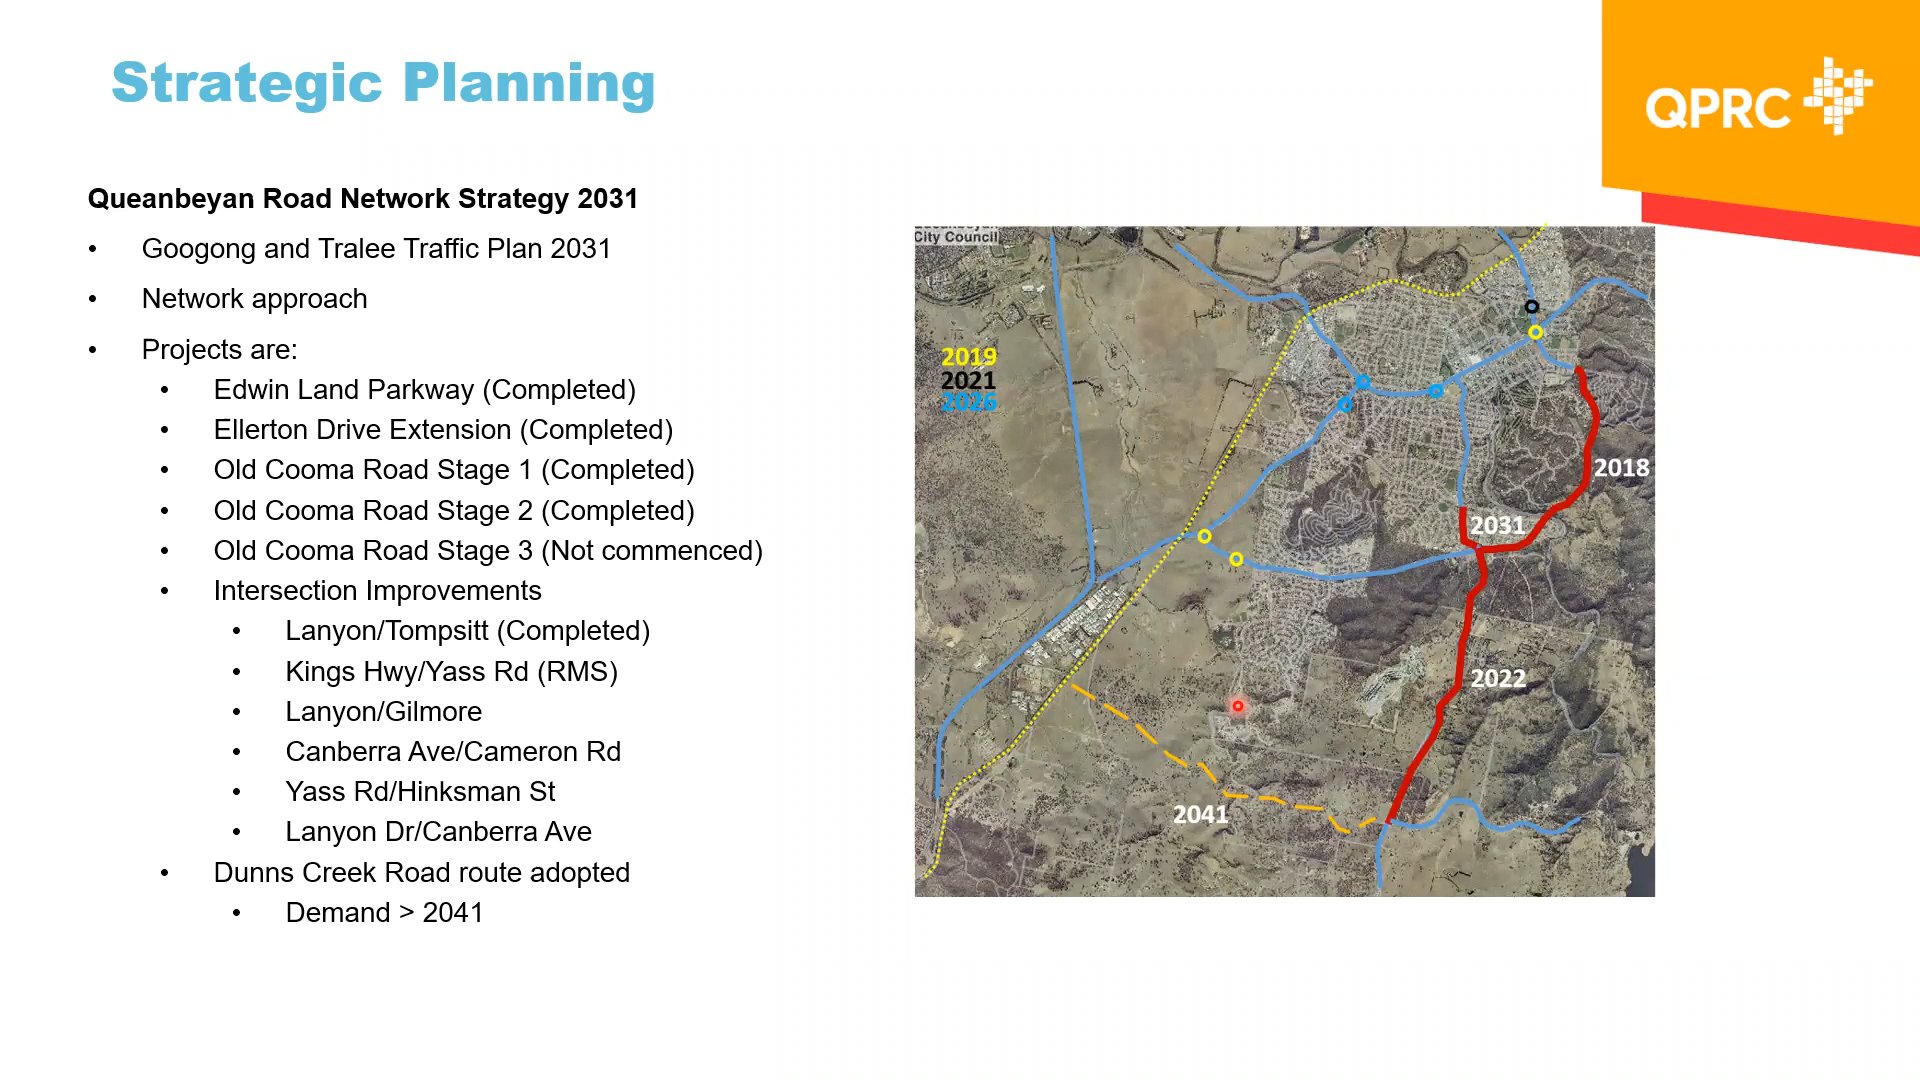 Strategic Planning
QPRC
Queanbeyan Road Network Strategy 2031
• Googong and Tralee Traffic Plan 2031
• Network approach
• Projects are:
• Edwin Land Parkway (Completed)
• Ellerton Drive Extension (Completed)
• Old Cooma Road Stage 1 (Completed)
• Old Cooma Road Stage 2 (Completed)
• Old Cooma Road Stage 3 (Not commenced)
• Intersection Improvements
• Lanyon/Tompsitt (Completed)
• Kings Hwy/Yass Rd (RMS)
• Lanyon/Gilmore
• Canberra Ave/Cameron Rd
• Yass Rd/Hinksman St
• Lanyon Dr/Canberra Ave
• Dunns Creek Road route adopted
• Demand > 2041
City Council
2019
2021
2026
2018
2031
2022
2041